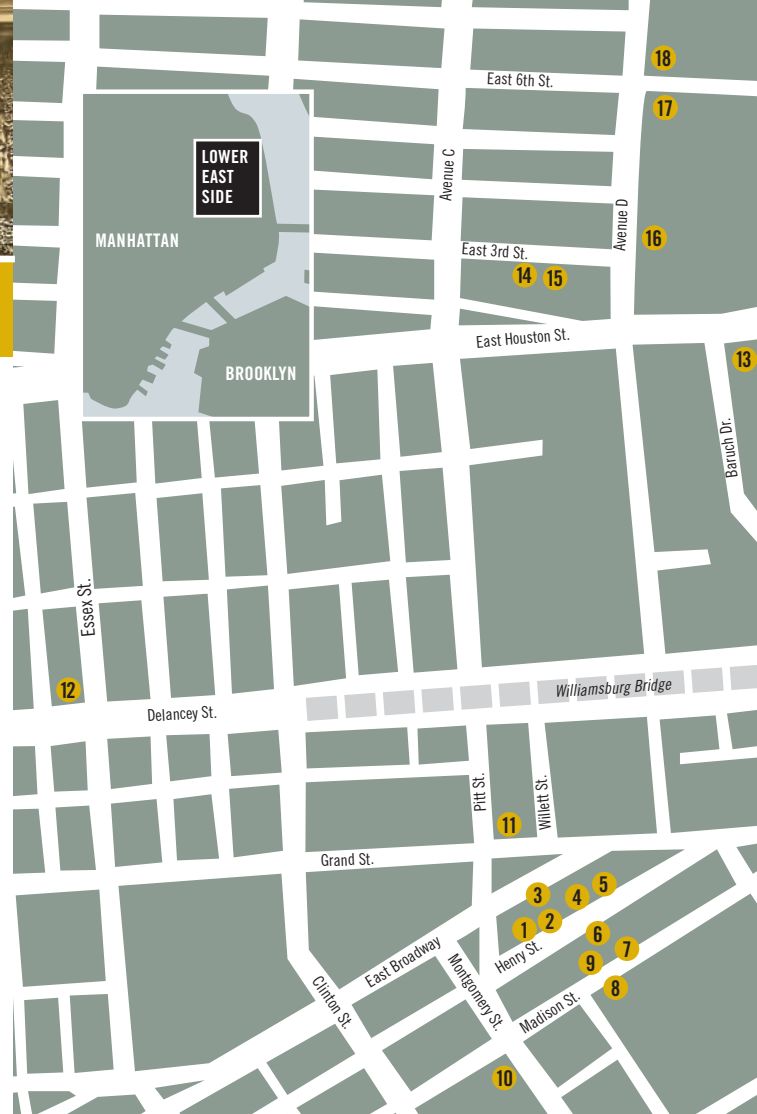 18
East 6th St.
17
LOWER
EAST
SIDE
Avenue C
Avenue D
MANHATTAN
16
East 3rd St.
14
15
East Houston St.
13
BROOKLYN
Baruch Dr.
Essex St.
12
Williamsburg Bridge
Delancey St.
Pitt St.
Willett St.
11
Grand St.
3
4
5
1
2
6
7
East Broadway
Henry St.
9
8
Montgomery St.
Clinton St.
Madison St.
10